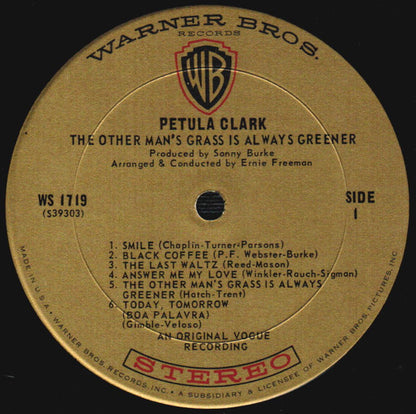 WARNER BROS.
RECORDS
WB
PETULA CLARK
THE OTHER MAN'S GRASS IS ALWAYS GREENER
Produced by Sonny Burke
Arranged & Conducted by Ernie Freeman
WS 1719
(S39303)
SIDE
1
1. SMILE (Chaplin-Turner-Parsons)
2. BLACK COFFEE (P.F. Webster-Burke)
3. THE LAST WALTZ (Reed-Mason)
4. ANSWER ME MY LOVE (Winkler-Rauch-Sigman)
5. THE OTHER MAN'S GRASS IS ALWAYS
GREENER (Hatch-Trent)
6. TODAY, TOMORROW
(BOA PALAVRA)
(Gimble-Veloso)
AN ORIGINAL VOGUE
RECORDING
STEREO
MADE IN U.S.A. • WARNER BROS. RECORDS INC. • A SUBSIDIARY & LICENSEE OF WARNER BROS. PICTURES, INC.